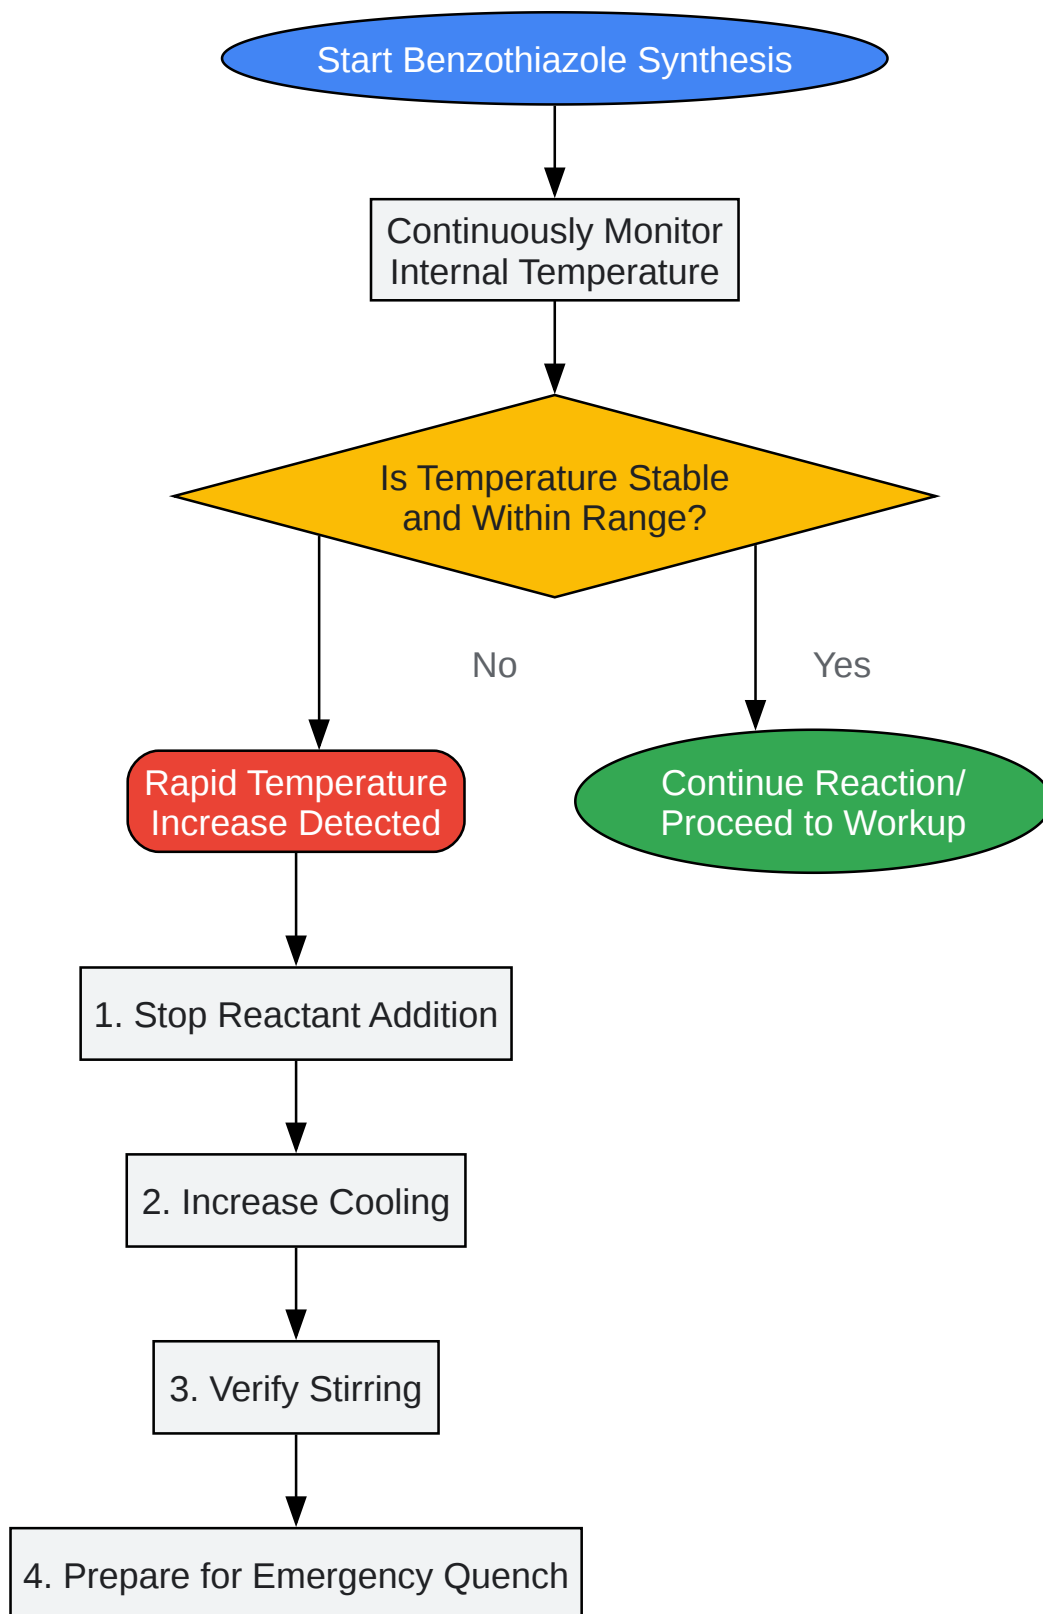 Start Benzothiazole Synthesis
Continuously Monitor
Internal Temperature
Is Temperature Stable
and Within Range?
No
Yes
Rapid Temperature
Increase Detected
Continue Reaction/
Proceed to Workup
1. Stop Reactant Addition
2. Increase Cooling
3. Verify Stirring
4. Prepare for Emergency Quench